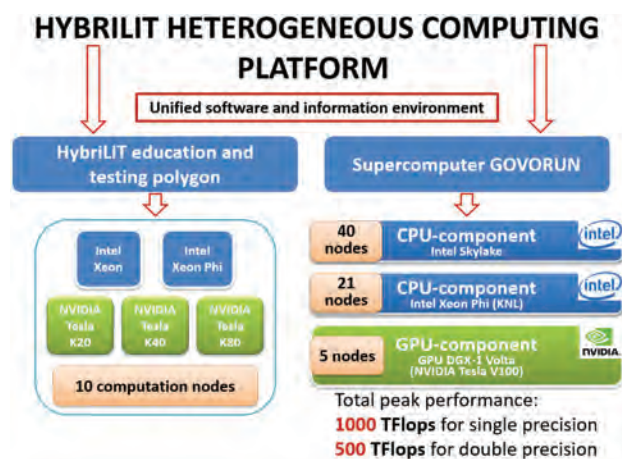 HYBRILIT HETEROGENEOUS COMPUTING
PLATFORM
Unified software and information environment
HybriLIT education and
testing polygon
Supercomputer GOVORUN
Intel
Xeon
Intel
Xeon Phi
NVIDIA
Tesla
K20
NVIDIA
Tesla
K40
NVIDIA
Tesla
K80
10 computation nodes
40
nodes
CPU-component
Intel Skylake
intel
21
nodes
CPU-component
Intel Xeon Phi (KNL)
intel
5 nodes
GPU-component
GPU DGX-1 Volta
(NVIDIA Tesla V100)
NVIDIA.
Total peak performance:
1000 TFlops for single precision
500 TFlops for double precision